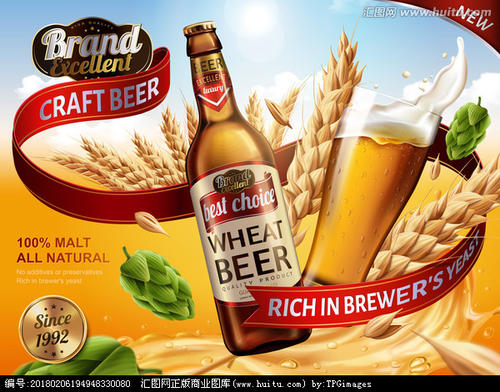 汇图网
www.huitu.com
NEW
Brand
Excellent
CRAFT BEER
BEER
EXCELLENT
luxury
Brand
Excellent
best choice
WHEAT
BEER
QUALITY PRODUCT
100% MALT
ALL NATURAL
No additives or preservatives
Rich in brewer's yeast
Since
1992
RICH IN BREWER'S YEAST
编号:20180206194948330080 汇图网正版商业图库:www.huitu.com by:TPGimages